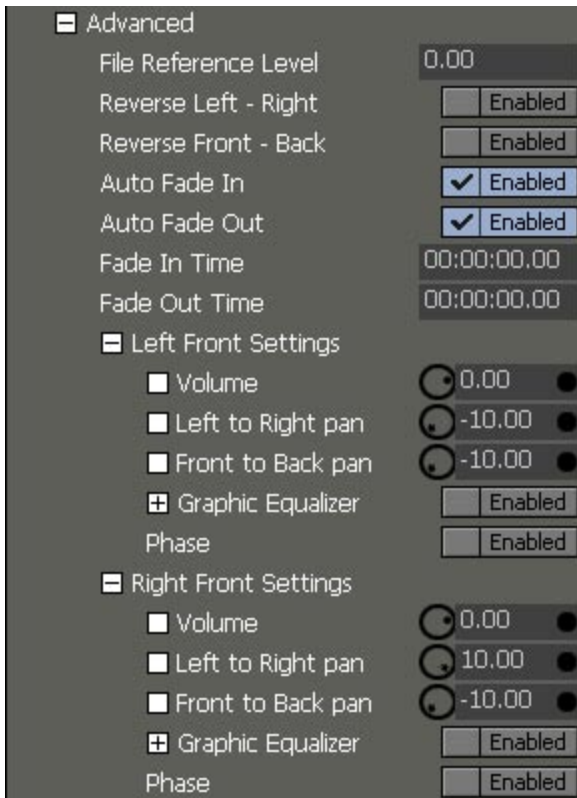 Advanced
File Reference Level 0.00
Reverse Left - Right Enabled
Reverse Front - Back Enabled
Auto Fade In Enabled
Auto Fade Out Enabled
Fade In Time 00:00:00.00
Fade Out Time 00:00:00.00
Left Front Settings
Volume 0.00
Left to Right pan -10.00
Front to Back pan -10.00
Graphic Equalizer Enabled
Phase Enabled
Right Front Settings
Volume 0.00
Left to Right pan 10.00
Front to Back pan -10.00
Graphic Equalizer Enabled
Phase Enabled